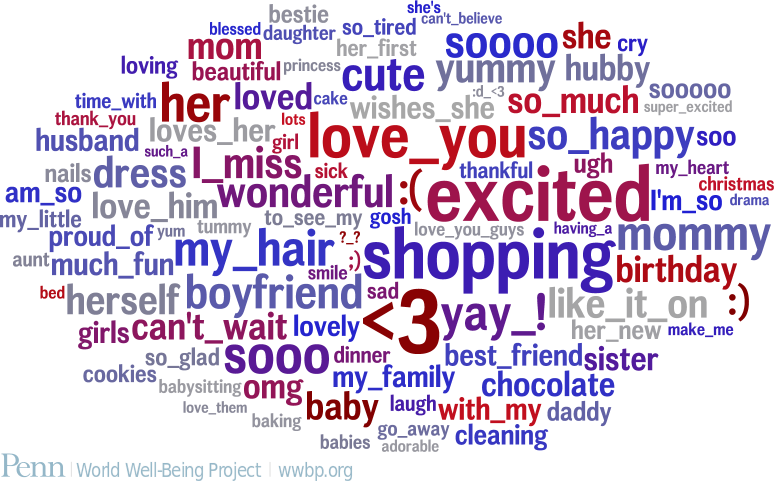 she's
bestie
can't_believe
blessed
daughter
so_tired
soooo
she
cry
mom
her_first
loving
beautiful
princess
cute
yummy
hubby
time_with
her
loved
cake
wishes_she
:d_<3
so_much
sooooo
super_excited
thank_you
lots
husband
loves_her
girl
love_you
so_happy
soo
such_a
nails
dress
I_miss
sick
thankful
ugh
my_heart
christmas
am_so
love_him
wonderful
:(
excited
I'm_so
drama
my_little
to_see_my
gosh
tummy
proud_of
yum
love_you_guys
having_a
mommy
my_hair
?_?
aunt
much_fun
smile
;)
shopping
birthday
bed
herself
boyfriend
sad
<3
yay_!
like_it_on
:)
girls
can't_wait
lovely
her_new
make_me
so_glad
sooo
dinner
best_friend
sister
cookies
babysitting
omg
my_family
chocolate
love_them
baby
laugh
with_my
daddy
baking
go_away
cleaning
babies
adorable
Penn | World Well-Being Project | wwbp.org